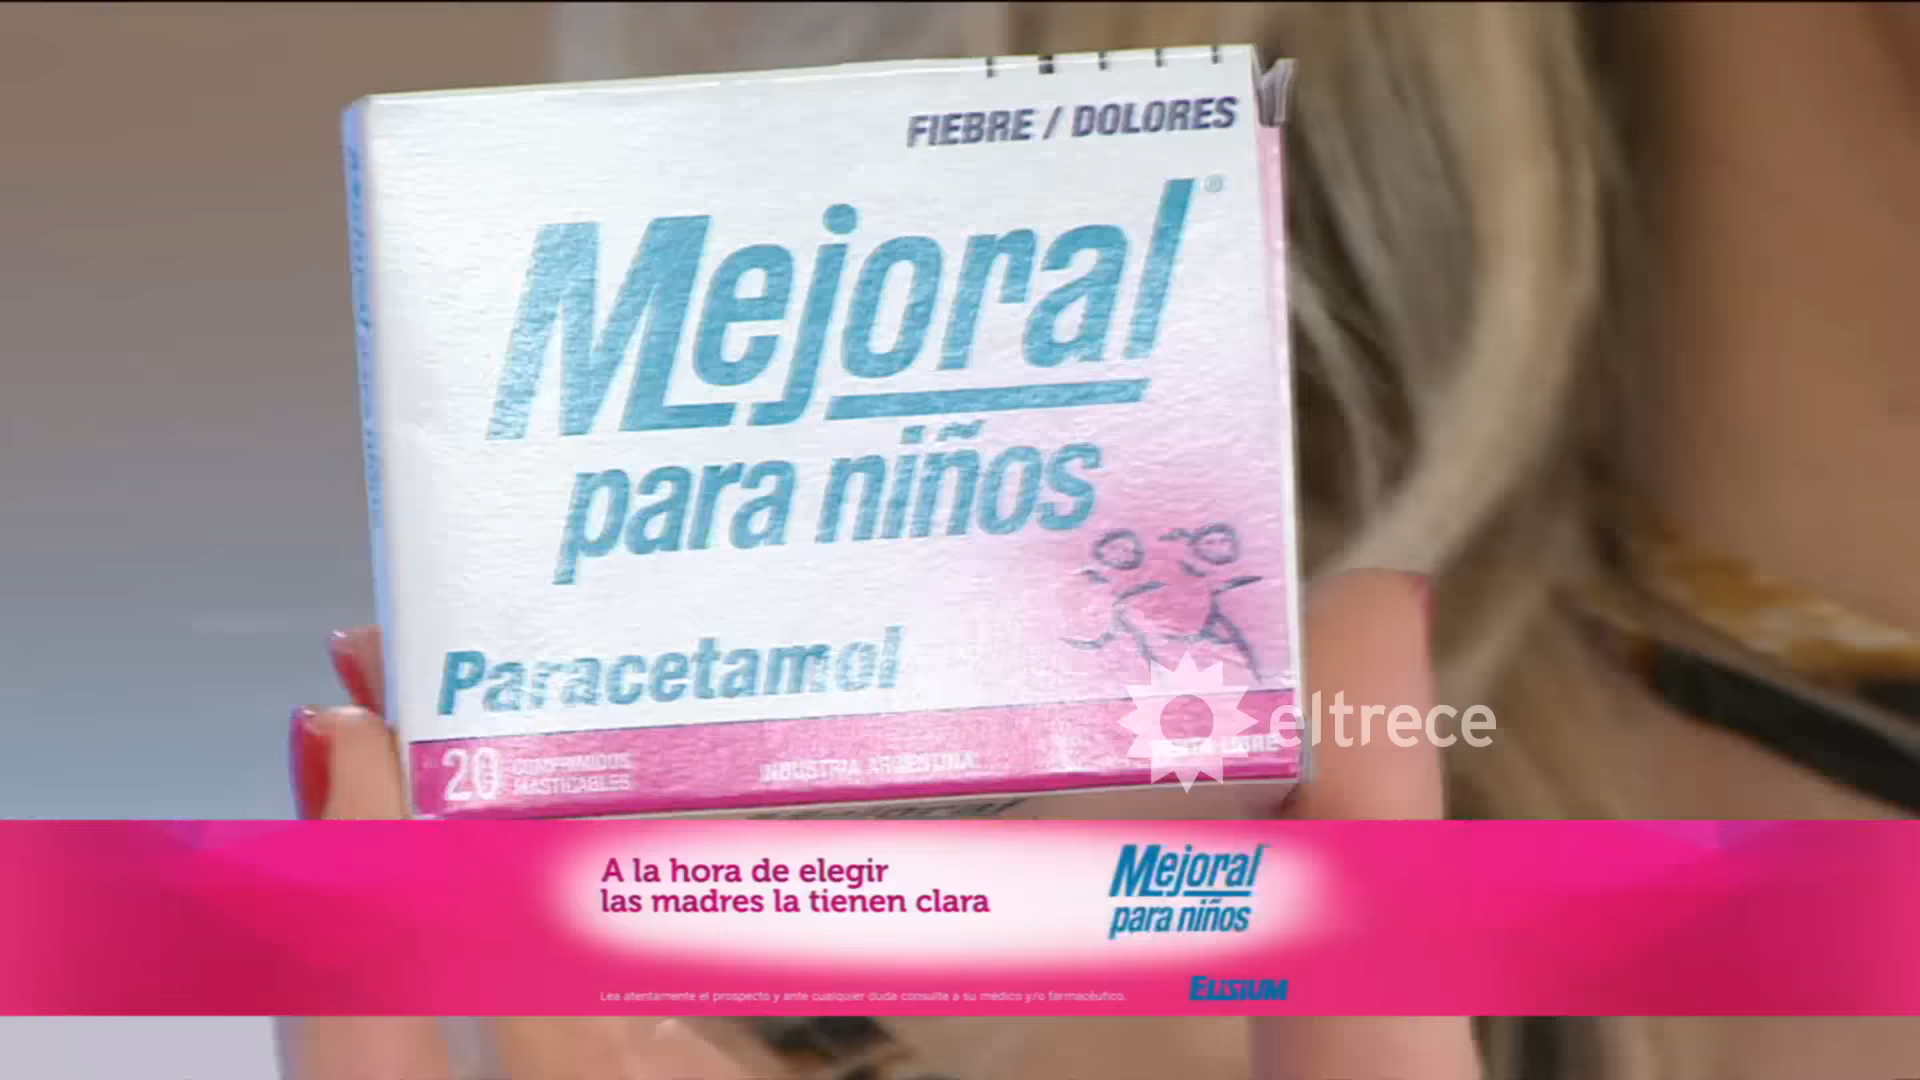 FIEBRE / DOLORES
Mejoral®
para niños
Paracetamol
20 COMPRIMIDOS
MASTICABLES
INDUSTRIA ARGENTINA
LIBRE
eltrece
A la hora de elegir
las madres la tienen clara
Mejoral
para niños
Lea atentamente el prospecto y ante cualquier duda consulte a su médico y/o farmacéutico.
ELISIUM